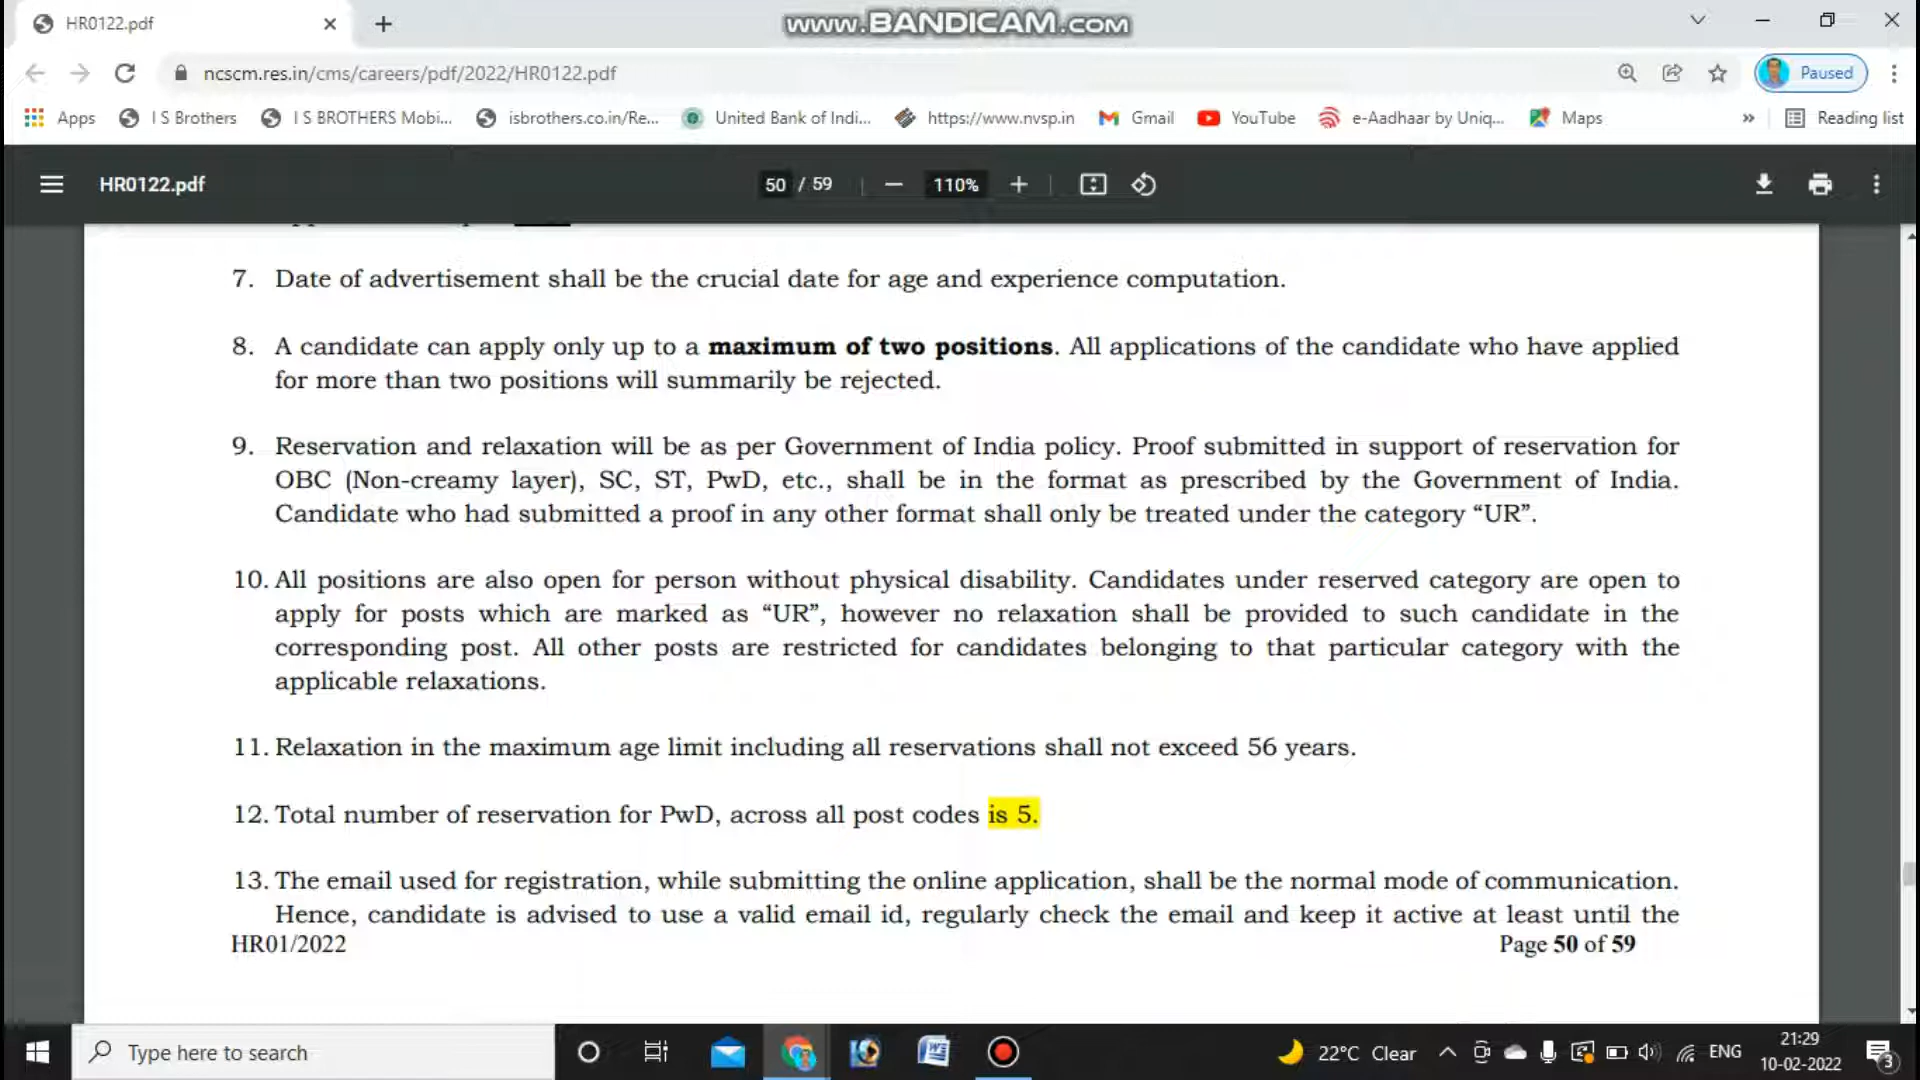 HR0122.pdf
www.BANDICAM.com
ncscm.res.in/cms/careers/pdf/2022/HR0122.pdf
Paused
Apps
I S Brothers
I S BROTHERS Mobi...
isbrothers.co.in/Re...
United Bank of Indi...
https://www.nvsp.in
Gmail
YouTube
e-Aadhaar by Uniq...
Maps
»
Reading list
HR0122.pdf
50 / 59
110%
7. Date of advertisement shall be the crucial date for age and experience computation.
8. A candidate can apply only up to a maximum of two positions. All applications of the candidate who have applied
for more than two positions will summarily be rejected.
9. Reservation and relaxation will be as per Government of India policy. Proof submitted in support of reservation for
OBC (Non-creamy layer), SC, ST, PwD, etc., shall be in the format as prescribed by the Government of India.
Candidate who had submitted a proof in any other format shall only be treated under the category “UR”.
10. All positions are also open for person without physical disability. Candidates under reserved category are open to
apply for posts which are marked as “UR”, however no relaxation shall be provided to such candidate in the
corresponding post. All other posts are restricted for candidates belonging to that particular category with the
applicable relaxations.
11. Relaxation in the maximum age limit including all reservations shall not exceed 56 years.
12. Total number of reservation for PwD, across all post codes is 5.
13. The email used for registration, while submitting the online application, shall be the normal mode of communication.
Hence, candidate is advised to use a valid email id, regularly check the email and keep it active at least until the
HR01/2022
Page 50 of 59
Type here to search
22°C Clear
ENG
21:29
10-02-2022
3